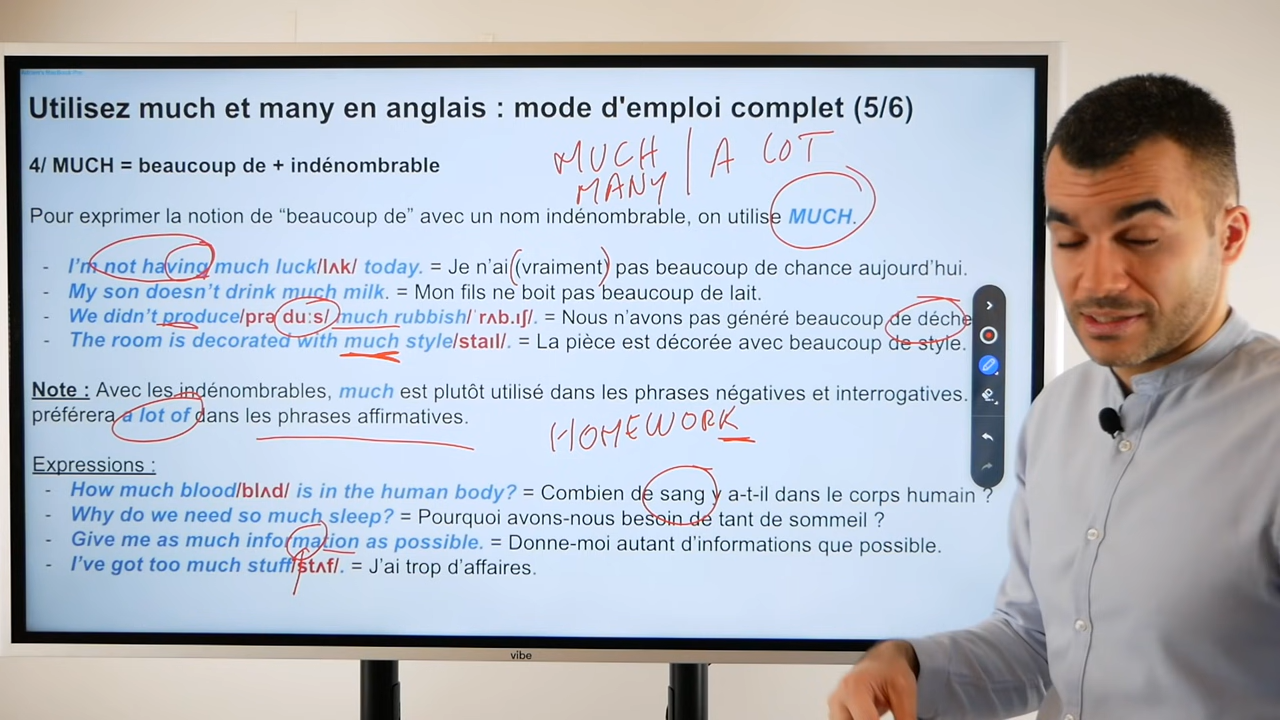 Utilisez much et many en anglais : mode d'emploi complet (5/6)
MUCH | A LOT
MANY
4/ MUCH = beaucoup de + indénombrable
Pour exprimer la notion de “beaucoup de” avec un nom indénombrable, on utilise MUCH.
- I’m not having much luck/lʌk/ today. = Je n’ai (vraiment) pas beaucoup de chance aujourd’hui.
- My son doesn’t drink much milk. = Mon fils ne boit pas beaucoup de lait.
- We didn’t produce/prəˈduːs/ much rubbish/ˈrʌb.ɪʃ/. = Nous n’avons pas généré beaucoup de déche
- The room is decorated with much style/staɪl/. = La pièce est décorée avec beaucoup de style.
Note : Avec les indénombrables, much est plutôt utilisé dans les phrases négatives et interrogatives.
préférera a lot of dans les phrases affirmatives.
HOMEWORK
Expressions :
- How much blood/blʌd/ is in the human body? = Combien de sang y a-t-il dans le corps humain ?
- Why do we need so much sleep? = Pourquoi avons-nous besoin de tant de sommeil ?
- Give me as much information as possible. = Donne-moi autant d’informations que possible.
- I’ve got too much stuff/stʌf/. = J’ai trop d’affaires.
vibe